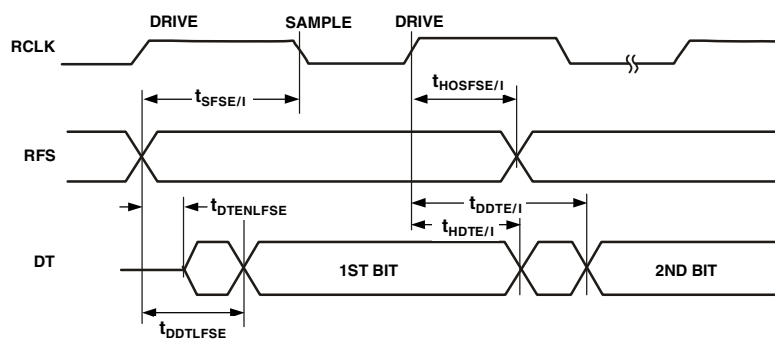 DRIVE SAMPLE DRIVE
RCLK
tSFSE/I tHOSFSE/I
RFS
tDDTE/I
tDTENLFSE
tHDTE/I
DT 1ST BIT 2ND BIT
tDDTLFSE